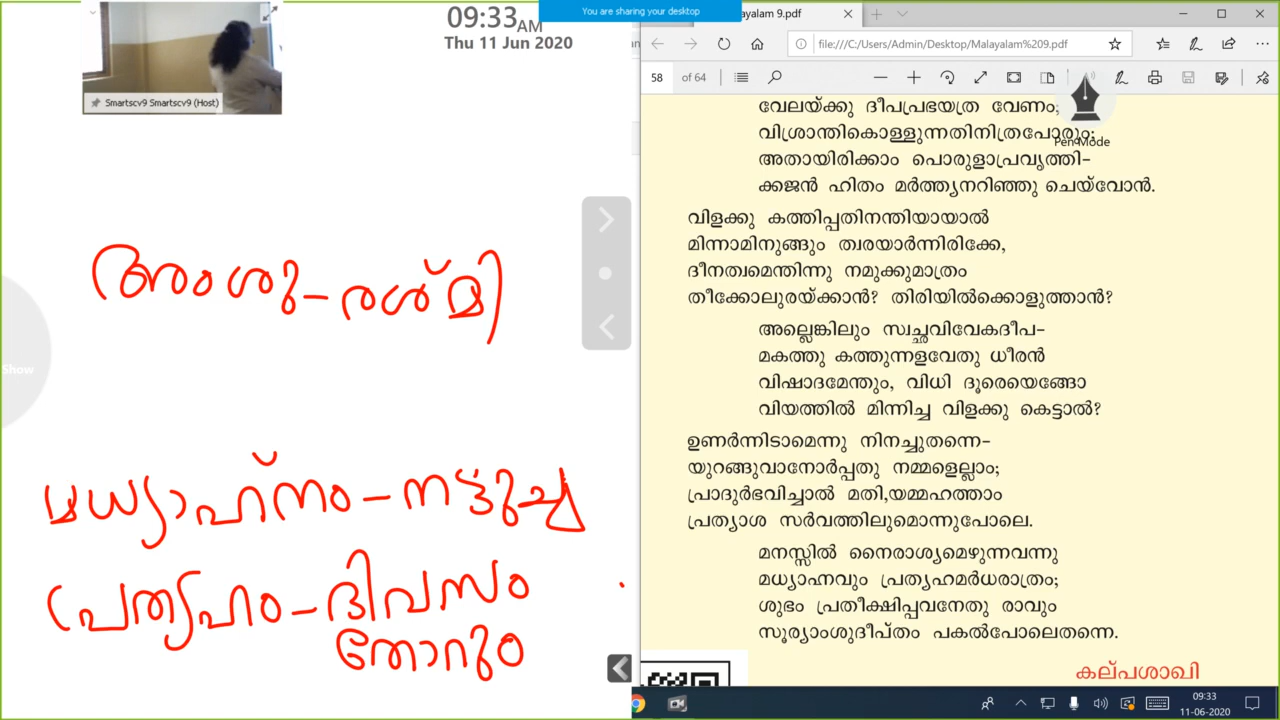 09:33 AM
Thu 11 Jun 2020
Smartscv9 Smartscv9 (Host)
Show
അംശു - രശ്മി
മധ്യാഹ്നം - നട്ടുച്ച
പ്രത്യഹം - ദിവസം
തോറും
You are sharing your desktop
ayalam 9.pdf
file:///C:/Users/Admin/Desktop/Malayalam%209.pdf
58 of 64
Pen Mode
വേലയ്ക്കു ദീപപ്രഭയത്ര വേണം;
വിശ്രാന്തികൊള്ളുന്നതിനിത്രപോരും;
അതായിരിക്കാം പൊരുളാപ്രവൃത്തി-
ക്കജൻ ഹിതം മർത്ത്യനറിഞ്ഞു ചെയ്‌വോൻ.
വിളക്കു കത്തിപ്പതിനന്തിയായാൽ
മിന്നാമിനുങ്ങും ത്വരയാർന്നിരിക്കേ,
ദീനത്വമെന്തിന്നു നമുക്കുമാത്രം
തീക്കോലുരയ്ക്കാൻ? തിരിയിൽക്കൊളുത്താൻ?
അല്ലെങ്കിലും സ്വച്ഛവിവേകദീപ-
മകത്തു കത്തുന്നളവേതു ധീരൻ
വിഷാദമേന്തും, വിധി ദൂരെയെങ്ങോ
വിയത്തിൽ മിന്നിച്ച വിളക്കു കെട്ടാൽ?
ഉണർന്നിടാമെന്നു നിനച്ചുതന്നെ-
യുറങ്ങുവാനോർപ്പതു നമ്മളെല്ലാം;
പ്രാദുർഭവിച്ചാൽ മതി,യമ്മഹത്താം
പ്രത്യാശ സർവത്തിലുമൊന്നുപോലെ.
മനസ്സിൽ നൈരാശ്യമെഴുന്നവന്നു
മധ്യാഹ്നവും പ്രത്യഹമർധരാത്രം;
ശുഭം പ്രതീക്ഷിപ്പവനേതു രാവും
സൂര്യാംശുദീപ്തം പകൽപോലെതന്നെ.
കല്പശാഖി
09:33
11-06-2020